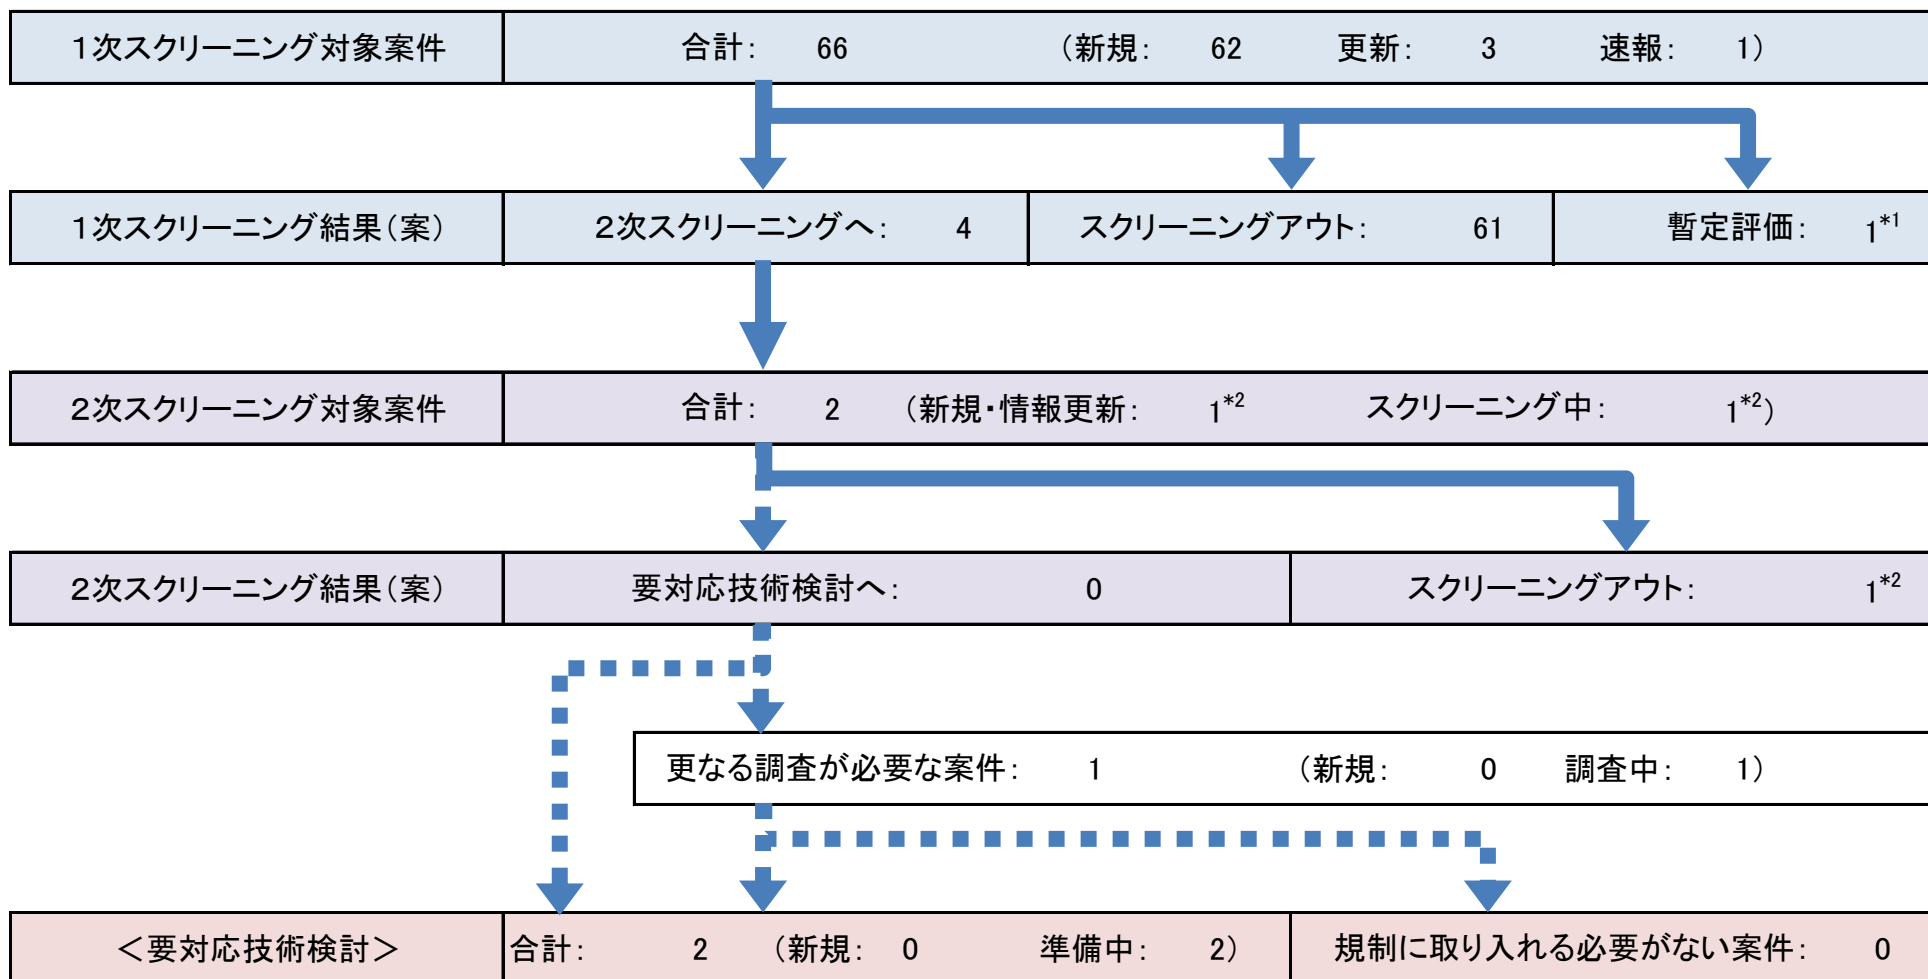 １次スクリーニング対象案件 合計： 66 （新規： 62 更新： 3 速報： 1）
１次スクリーニング結果（案） ２次スクリーニングへ： 4 スクリーニングアウト： 61 暫定評価： 1*1
２次スクリーニング対象案件 合計： 2 （新規・情報更新： 1*2 スクリーニング中： 1*2）
２次スクリーニング結果（案） 要対応技術検討へ： 0 スクリーニングアウト： 1*2
更なる調査が必要な案件： 1 （新規： 0 調査中： 1）
＜要対応技術検討＞ 合計： 2 （新規： 0 準備中： 2） 規制に取り入れる必要がない案件： 0